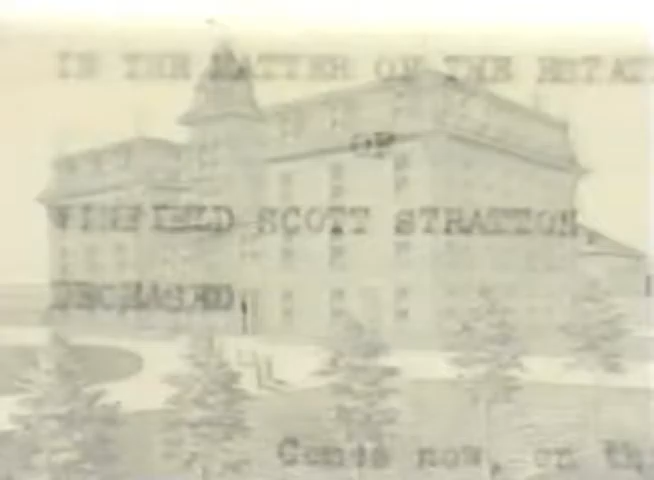 IN THE MATTER OF THE ESTAT
OF
WINFIELD SCOTT STRATTON,
DECEASED.
Comes now, on th